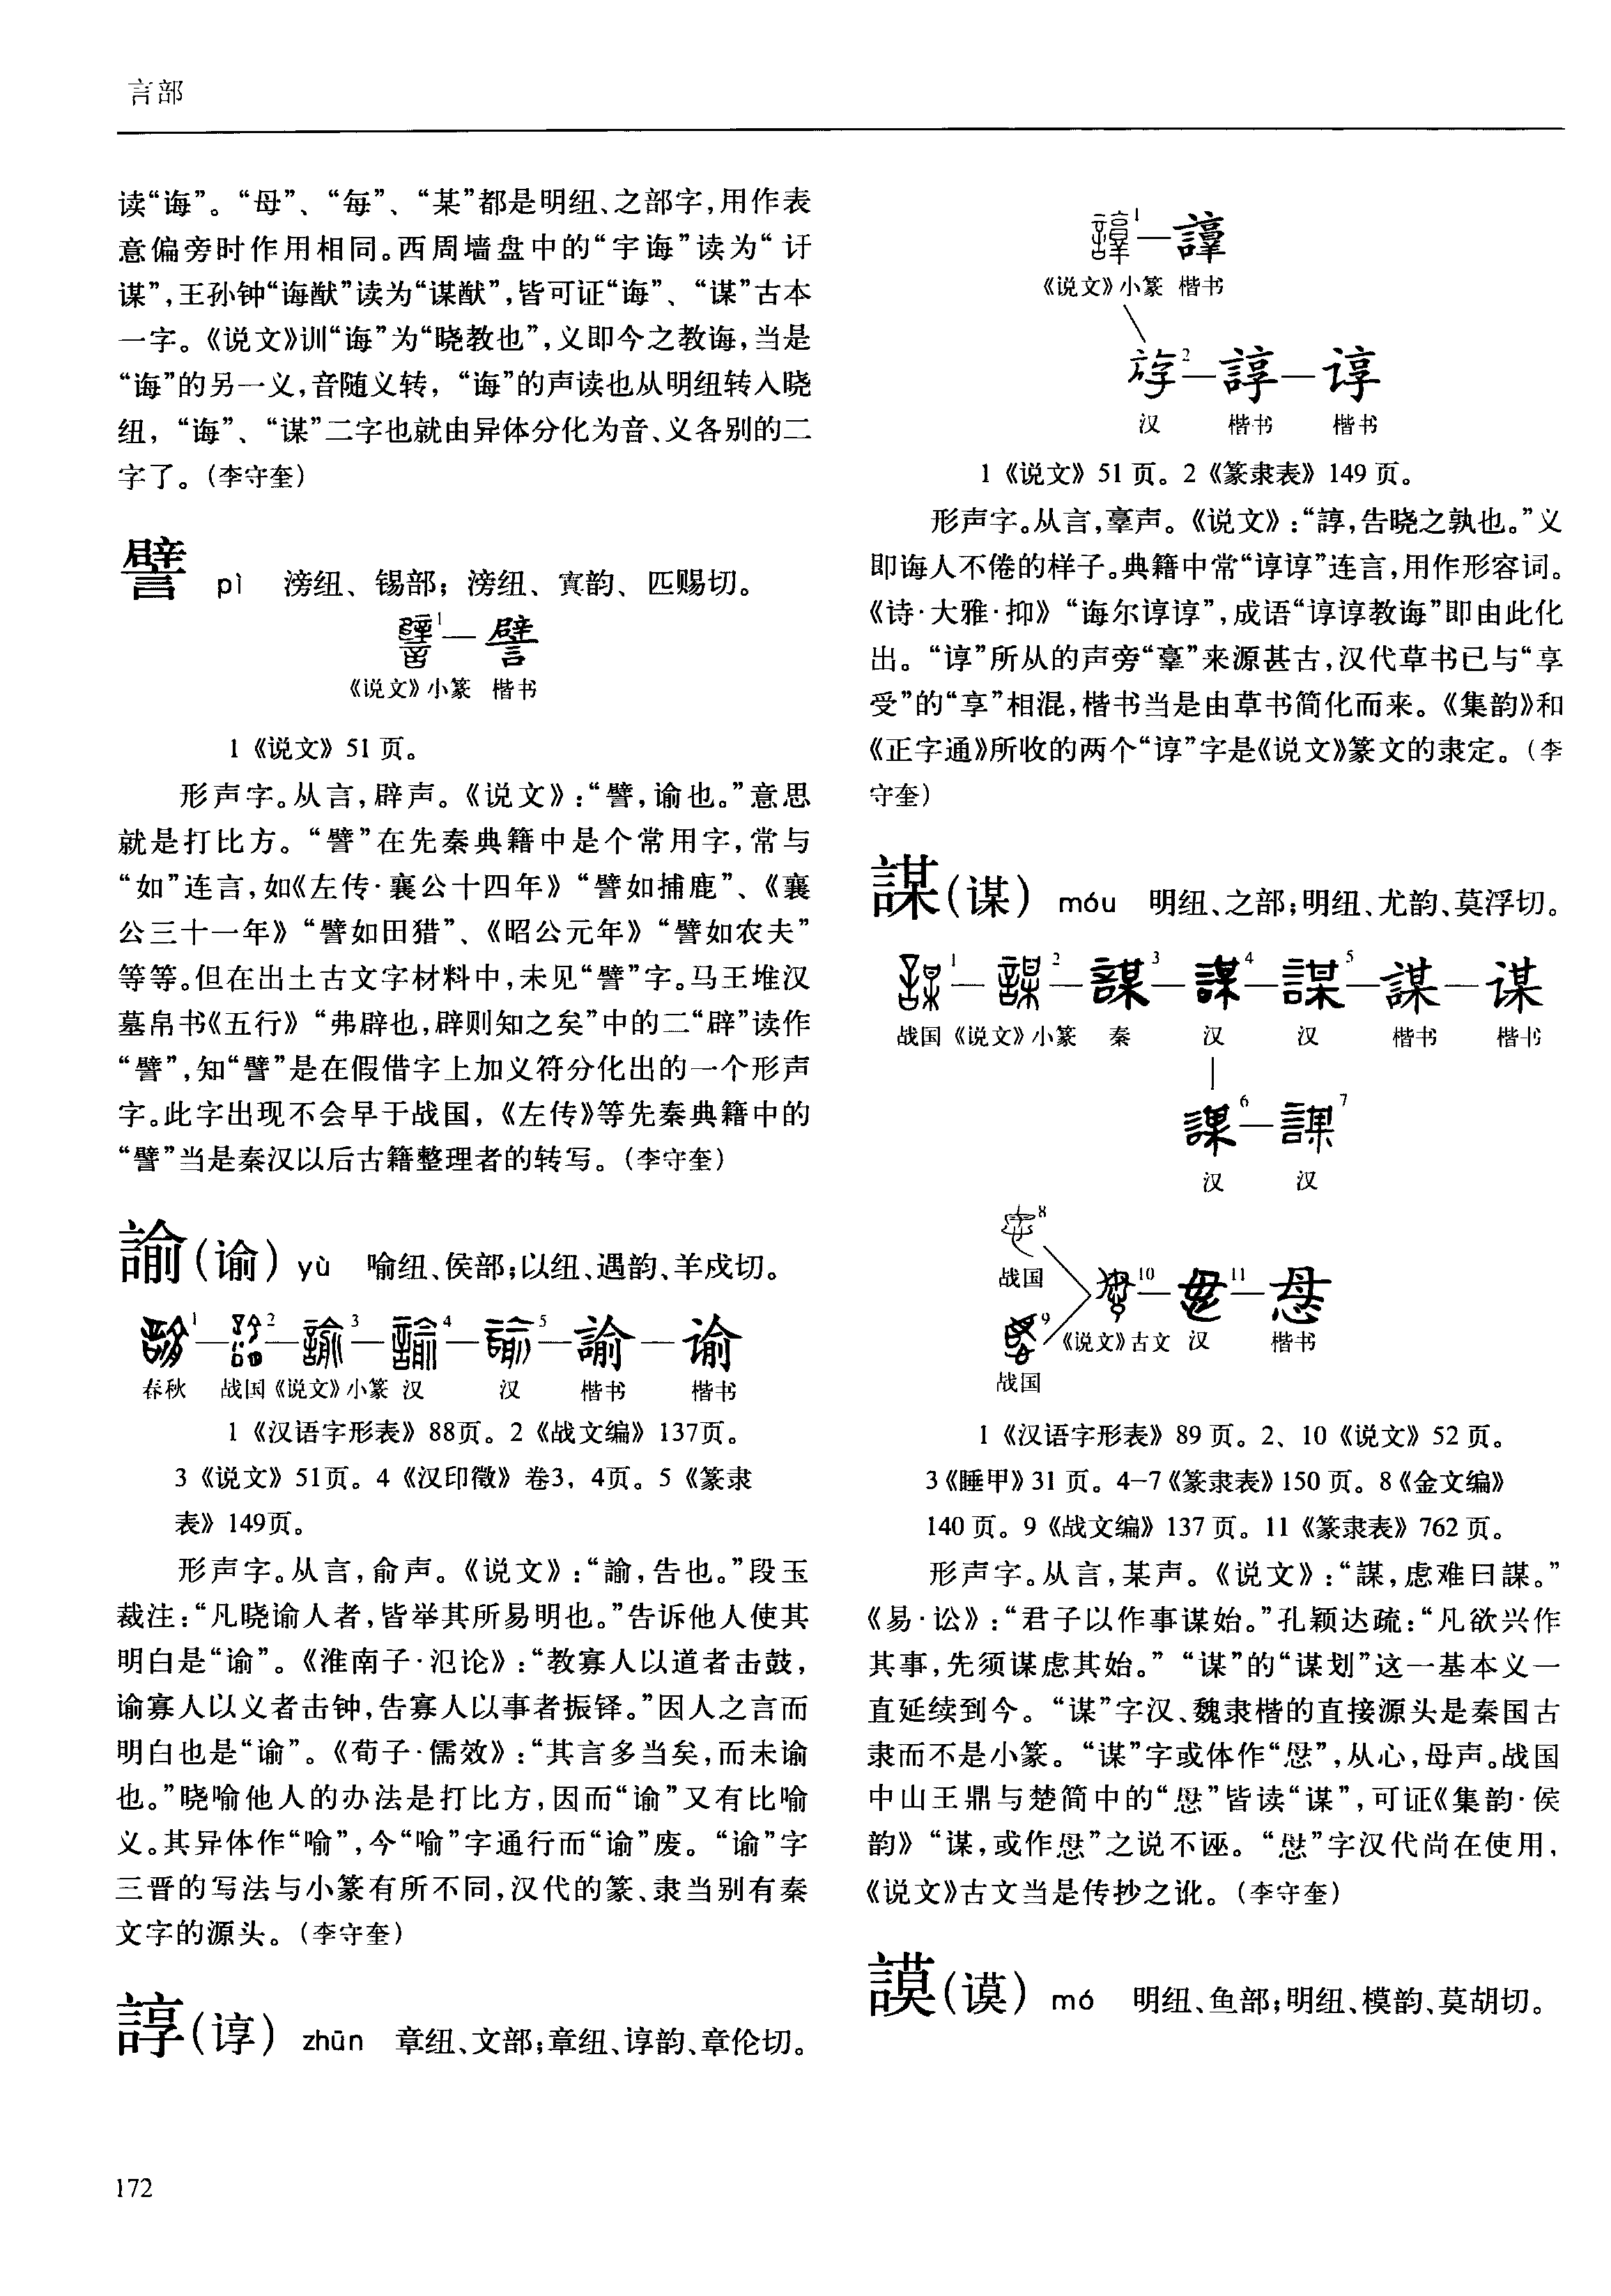 言部
读“诲”。“母”、“每”、“某”都是明纽、之部字,用作表
意偏旁时作用相同。西周墙盘中的“宇诲”读为“訏
谋”,王孙钟“诲猷”读为“谋猷”,皆可证“诲”、“谋”古本
一字。《说文》训“诲”为“晓教也”,义即今之教诲,当是
“诲”的另一义,音随义转,“诲”的声读也从明纽转入晓
纽,“诲”、“谋”二字也就由异体分化为音、义各别的二
字了。(李守奎)
譬 pì 滂纽、锡部;滂纽、寘韵、匹赐切。
譬1—譬
《说文》小篆 楷书
1《说文》51页。
形声字。从言,辟声。《说文》:“譬,谕也。”意思
就是打比方。“譬”在先秦典籍中是个常用字,常与
“如”连言,如《左传·襄公十四年》“譬如捕鹿”、《襄
公三十一年》“譬如田猎”、《昭公元年》“譬如农夫”
等等。但在出土古文字材料中,未见“譬”字。马王堆汉
墓帛书《五行》“弗辟也,辟则知之矣”中的二“辟”读作
“譬”,知“譬”是在假借字上加义符分化出的一个形声
字。此字出现不会早于战国,《左传》等先秦典籍中的
“譬”当是秦汉以后古籍整理者的转写。(李守奎)
諭(谕) yù 喻纽、侯部;以纽、遇韵、羊戍切。
諭1—諭2—諭3—諭4—諭5—諭—谕
春秋 战国《说文》小篆 汉 汉 楷书 楷书
1《汉语字形表》88页。2《战文编》137页。
3《说文》51页。4《汉印徵》卷3,4页。5《篆隶
表》149页。
形声字。从言,俞声。《说文》:“諭,告也。”段玉
裁注:“凡晓谕人者,皆举其所易明也。”告诉他人使其
明白是“谕”。《淮南子·氾论》:“教寡人以道者击鼓,
谕寡人以义者击钟,告寡人以事者振铎。”因人之言而
明白也是“谕”。《荀子·儒效》:“其言多当矣,而未谕
也。”晓喻他人的办法是打比方,因而“谕”又有比喻
义。其异体作“喻”,今“喻”字通行而“谕”废。“谕”字
三晋的写法与小篆有所不同,汉代的篆、隶当别有秦
文字的源头。(李守奎)
諄(谆) zhūn 章纽、文部;章纽、谆韵、章伦切。
1—
《说文》小篆 楷书
諄2—諄—谆
汉 楷书 楷书
1《说文》51页。2《篆隶表》149页。
形声字。从言,𦎫声。《说文》:“諄,告晓之孰也。”义
即诲人不倦的样子。典籍中常“谆谆”连言,用作形容词。
《诗·大雅·抑》“诲尔谆谆”,成语“谆谆教诲”即由此化
出。“谆”所从的声旁“𦎫”来源甚古,汉代草书已与“享
受”的“享”相混,楷书当是由草书简化而来。《集韵》和
《正字通》所收的两个“谆”字是《说文》篆文的隶定。(李
守奎)
謀(谋) móu 明纽、之部;明纽、尤韵、莫浮切。
謀1—謀2—謀3—謀4—謀5—謀—谋
战国《说文》小篆 秦 汉 汉 楷书 楷书
謀6—謀7
汉 汉
8
战国
10—11—惎
9
《说文》古文 汉 楷书
战国
1《汉语字形表》89页。2、10《说文》52页。
3《睡甲》31页。4-7《篆隶表》150页。8《金文编》
140页。9《战文编》137页。11《篆隶表》762页。
形声字。从言,某声。《说文》:“謀,虑难曰謀。”
《易·讼》:“君子以作事谋始。”孔颖达疏:“凡欲兴作
其事,先须谋虑其始。”“谋”的“谋划”这一基本义一
直延续到今。“谋”字汉、魏隶楷的直接源头是秦国古
隶而不是小篆。“谋”字或体作“𢘓”,从心,母声。战国
中山王鼎与楚简中的“𢘓”皆读“谋”,可证《集韵·侯
韵》“谋,或作𢘓”之说不诬。“𢘓”字汉代尚在使用,
《说文》古文当是传抄之讹。(李守奎)
謨(谟) mó 明纽、鱼部;明纽、模韵、莫胡切。
172